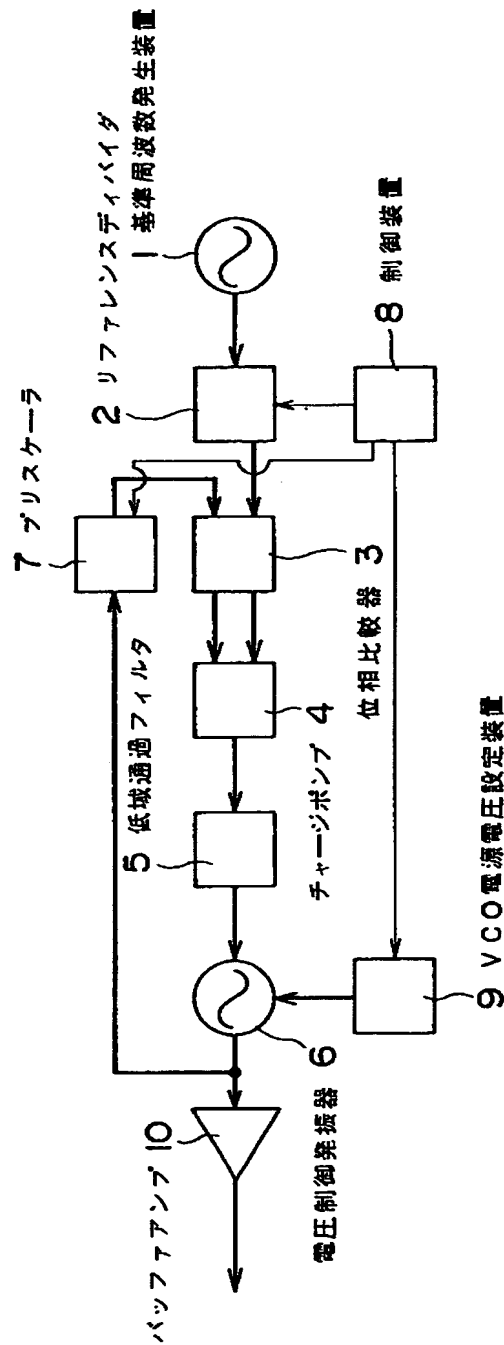 1 基準周波数発生装置
2 リファレンスディバイダ
3 位相比較器
4 チャージポンプ
5 低域通過フィルタ
6 電圧制御発振器
7 プリスケーラ
8 制御装置
9 VCO電源電圧設定装置
バッファアンプ 10